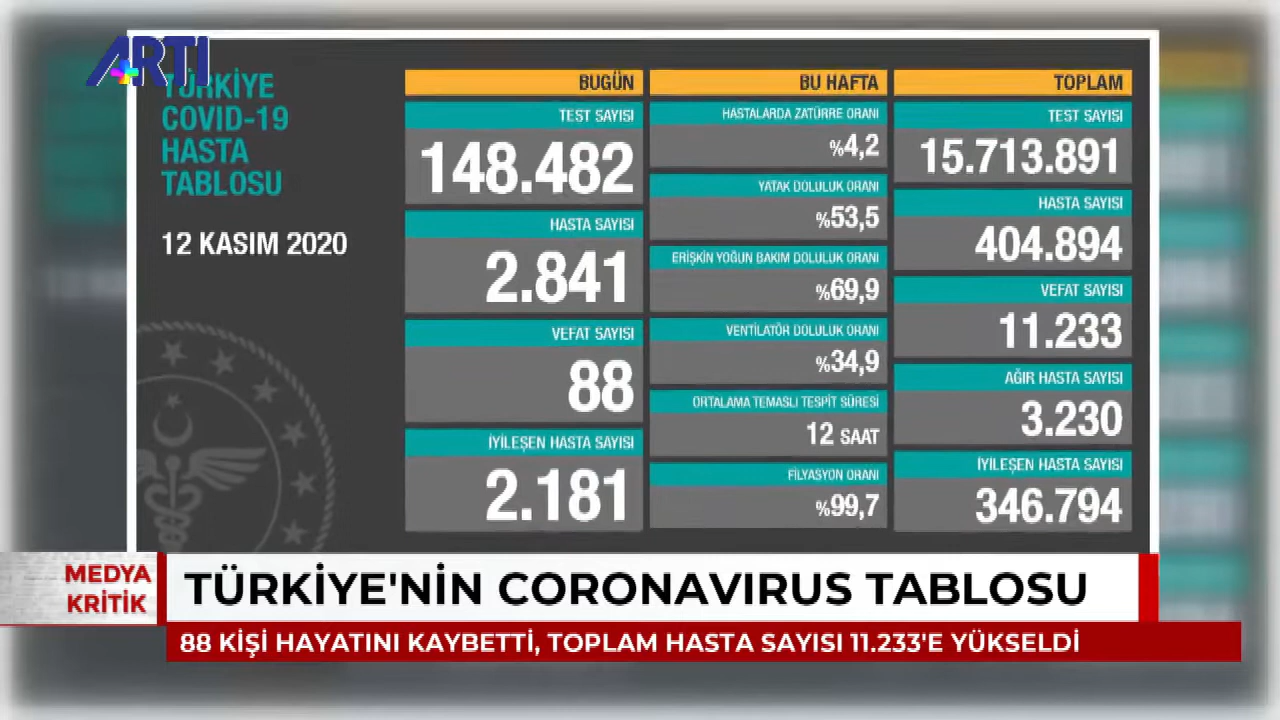 ARTI
TÜRKİYE
COVID-19
HASTA
TABLOSU
12 KASIM 2020
BUGÜN
TEST SAYISI
148.482
HASTA SAYISI
2.841
VEFAT SAYISI
88
İYİLEŞEN HASTA SAYISI
2.181
BU HAFTA
HASTALARDA ZATÜRRE ORANI
%4,2
YATAK DOLULUK ORANI
%53,5
ERİŞKİN YOĞUN BAKIM DOLULUK ORANI
%69,9
VENTİLATÖR DOLULUK ORANI
%34,9
ORTALAMA TEMASLI TESPİT SÜRESİ
12 SAAT
FİLYASYON ORANI
%99,7
TOPLAM
TEST SAYISI
15.713.891
HASTA SAYISI
404.894
VEFAT SAYISI
11.233
AĞIR HASTA SAYISI
3.230
İYİLEŞEN HASTA SAYISI
346.794
MEDYA
KRİTİK
TÜRKİYE'NİN CORONAVIRUS TABLOSU
88 KİŞİ HAYATINI KAYBETTİ, TOPLAM HASTA SAYISI 11.233'E YÜKSELDİ